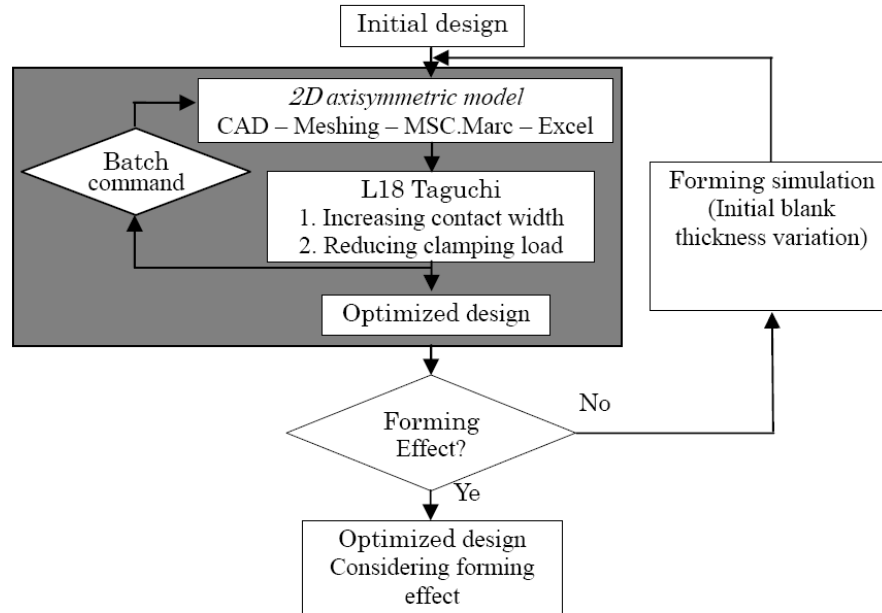 Initial design
2D axisymmetric model
CAD – Meshing – MSC.Marc – Excel
Batch
command
L18 Taguchi
1. Increasing contact width
2. Reducing clamping load
Forming simulation
(Initial blank
thickness variation)
Optimized design
Forming
Effect?
No
Ye
Optimized design
Considering forming
effect